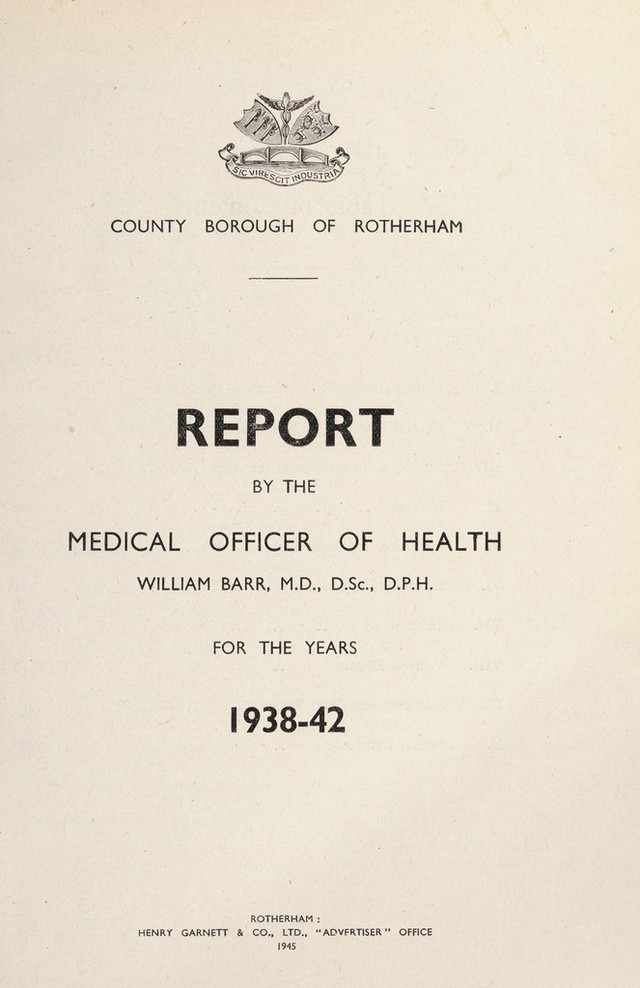 SIC VIRESCIT INDUSTRIA
COUNTY BOROUGH OF ROTHERHAM
REPORT
BY THE
MEDICAL OFFICER OF HEALTH
WILLIAM BARR, M.D., D.Sc., D.P.H.
FOR THE YEARS
1938-42
ROTHERHAM :
HENRY GARNETT & CO., LTD., "ADVERTISER" OFFICE
1945